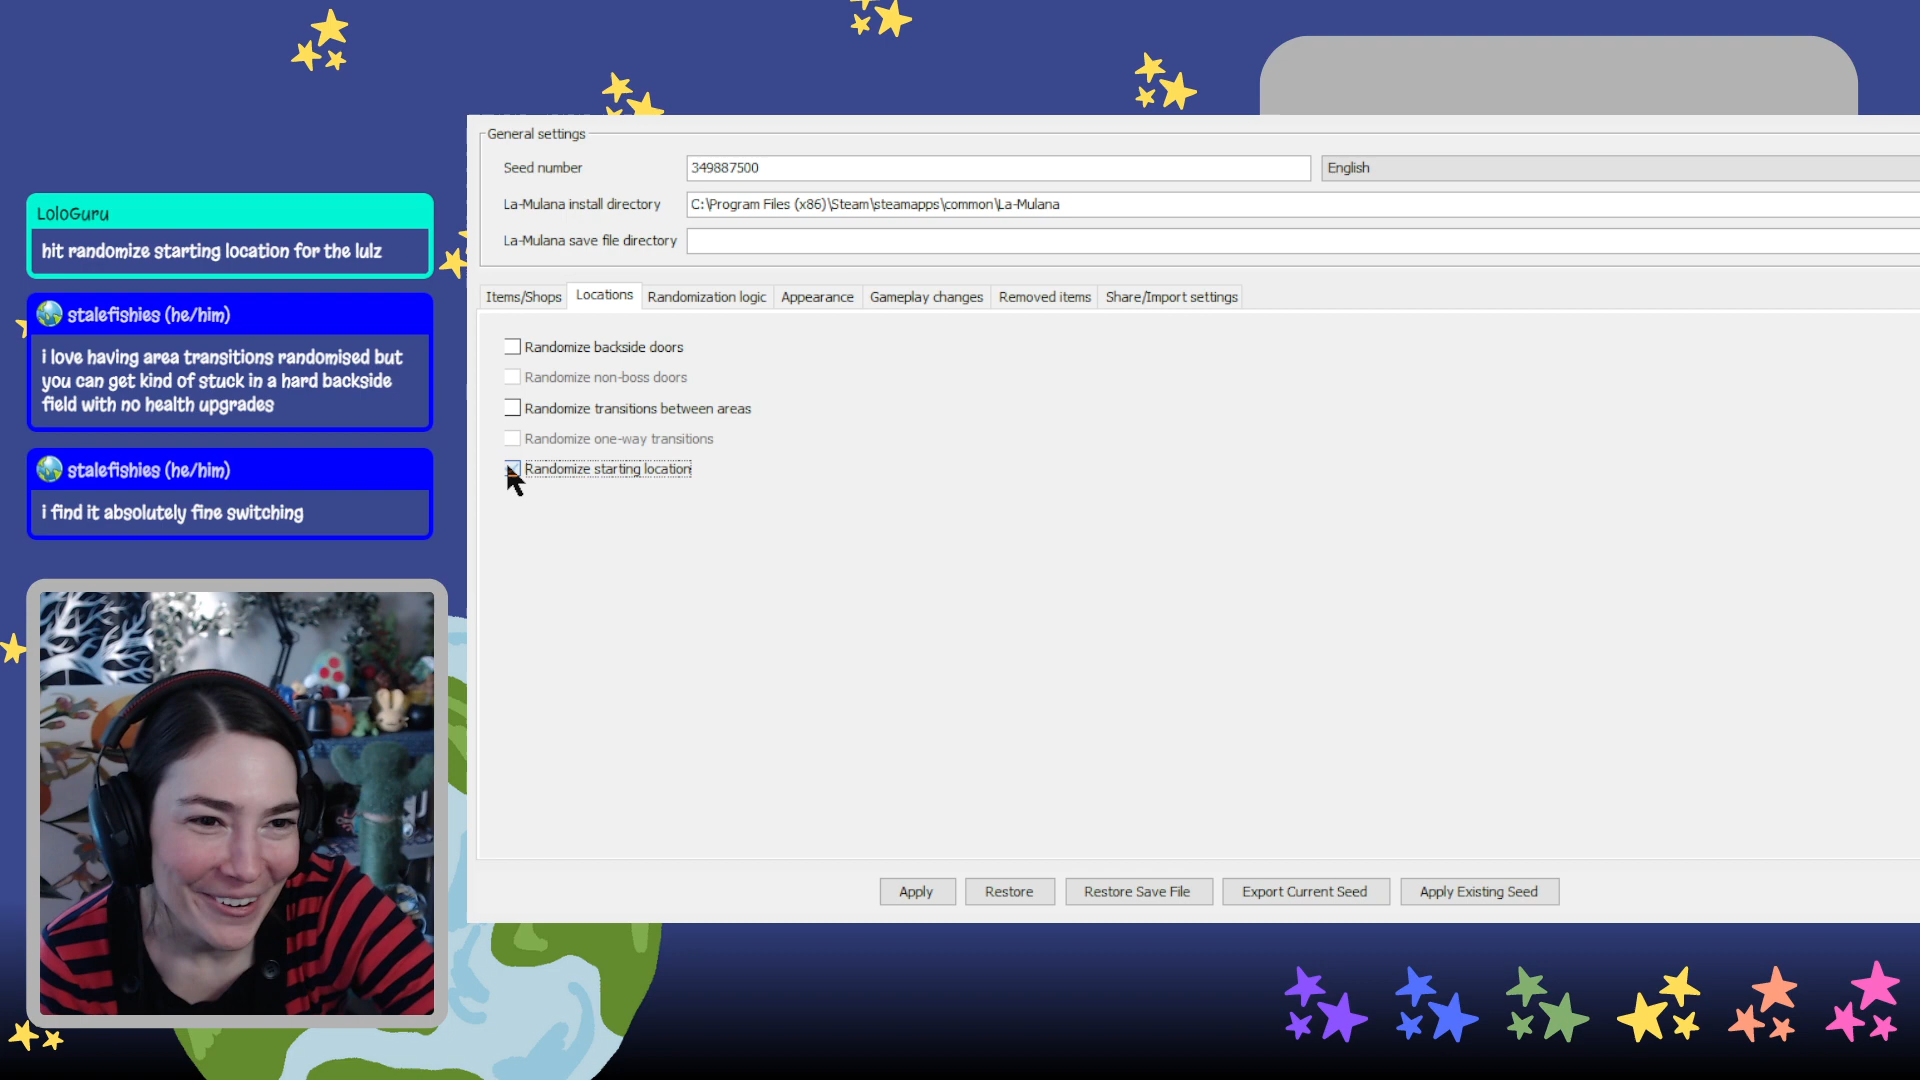 LoloGuru
hit randomize starting location for the lulz
stalefishies (he/him)
i love having area transitions randomised but
you can get kind of stuck in a hard backside
field with no health upgrades
stalefishies (he/him)
i find it absolutely fine switching
General settings
Seed number
349887500
English
La-Mulana install directory
C:\Program Files (x86)\Steam\steamapps\common\La-Mulana
La-Mulana save file directory
Items/Shops
Locations
Randomization logic
Appearance
Gameplay changes
Removed items
Share/Import settings
Randomize backside doors
Randomize non-boss doors
Randomize transitions between areas
Randomize one-way transitions
Randomize starting location
Apply
Restore
Restore Save File
Export Current Seed
Apply Existing Seed